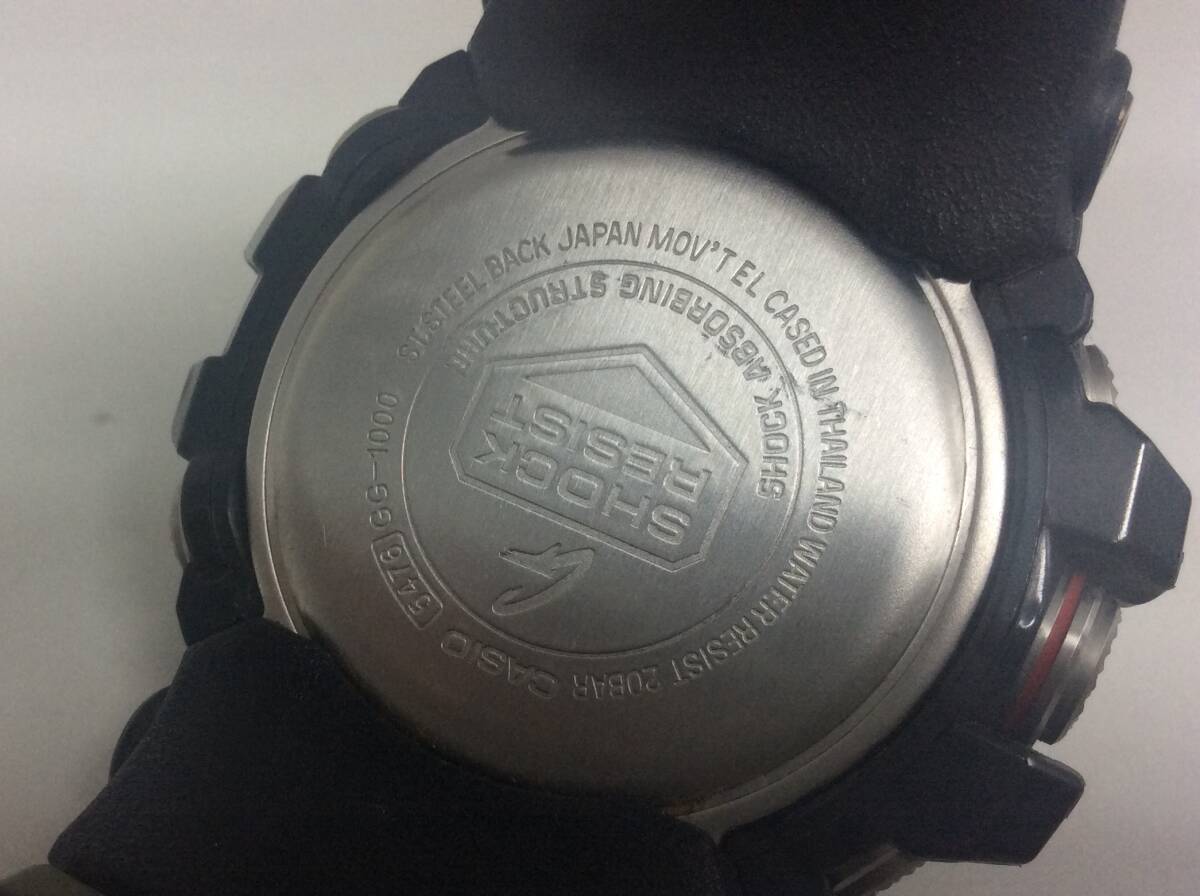 CASIO 5476 GG-1000 ST.STEEL BACK JAPAN MOV'T EL CASED IN THAILAND WATER RESIST 20BAR
SHOCK ABSORBING STRUCTURE
G
SHOCK
RESIST